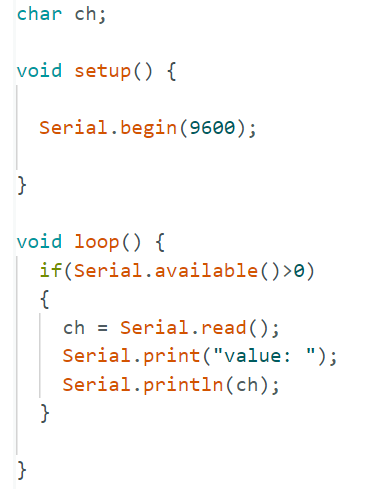 char ch;
void setup() {
Serial.begin(9600);
}
void loop() {
if(Serial.available()>0)
{
ch = Serial.read();
Serial.print("value: ");
Serial.println(ch);
}
}